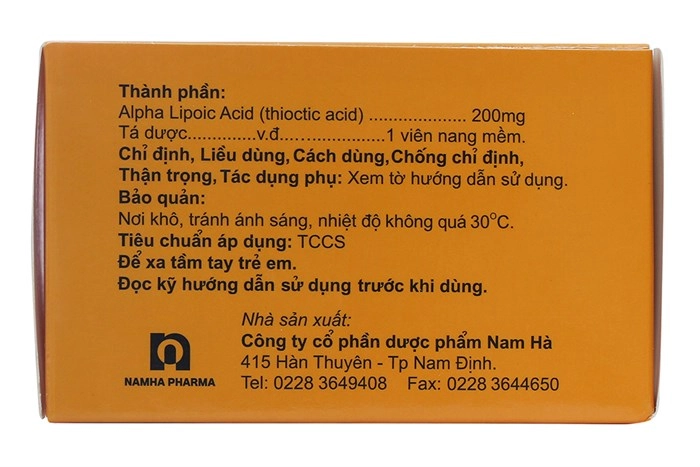 Thành phần:
Alpha Lipoic Acid (thioctic acid) ..................... 200mg
Tá dược...............v.đ.......................1 viên nang mềm.
Chỉ định, Liều dùng, Cách dùng, Chống chỉ định,
Thận trọng, Tác dụng phụ: Xem tờ hướng dẫn sử dụng.
Bảo quản:
Nơi khô, tránh ánh sáng, nhiệt độ không quá 30°C.
Tiêu chuẩn áp dụng: TCCS
Để xa tầm tay trẻ em.
Đọc kỹ hướng dẫn sử dụng trước khi dùng.
Nhà sản xuất:
Công ty cổ phần dược phẩm Nam Hà
415 Hàn Thuyên - Tp Nam Định.
Tel: 0228 3649408 Fax: 0228 3644650
NAMHA PHARMA